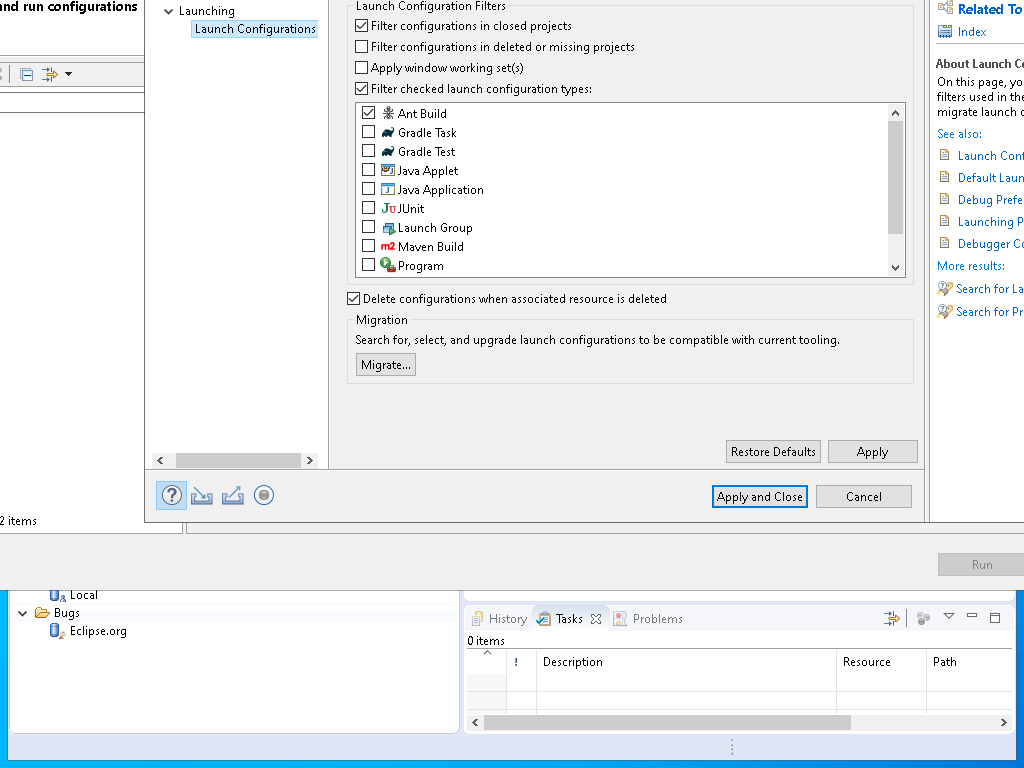 and run configurations
Launching
Launch Configurations
2 items
Launch Configuration Filters
Filter configurations in closed projects
Filter configurations in deleted or missing projects
Apply window working set(s)
Filter checked launch configuration types:
Ant Build
Gradle Task
Gradle Test
Java Applet
Java Application
JUnit
Launch Group
Maven Build
Program
Delete configurations when associated resource is deleted
Migration
Search for, select, and upgrade launch configurations to be compatible with current tooling.
Migrate...
Restore Defaults
Apply
Apply and Close
Cancel
Related To
Index
About Launch Co
On this page, yo
filters used in the
migrate launch c
See also:
Launch Conf
Default Laun
Debug Prefe
Launching P
Debugger Co
More results:
Search for La
Search for Pr
Run
Local
Bugs
Eclipse.org
History
Tasks
Problems
0 items
! Description Resource Path